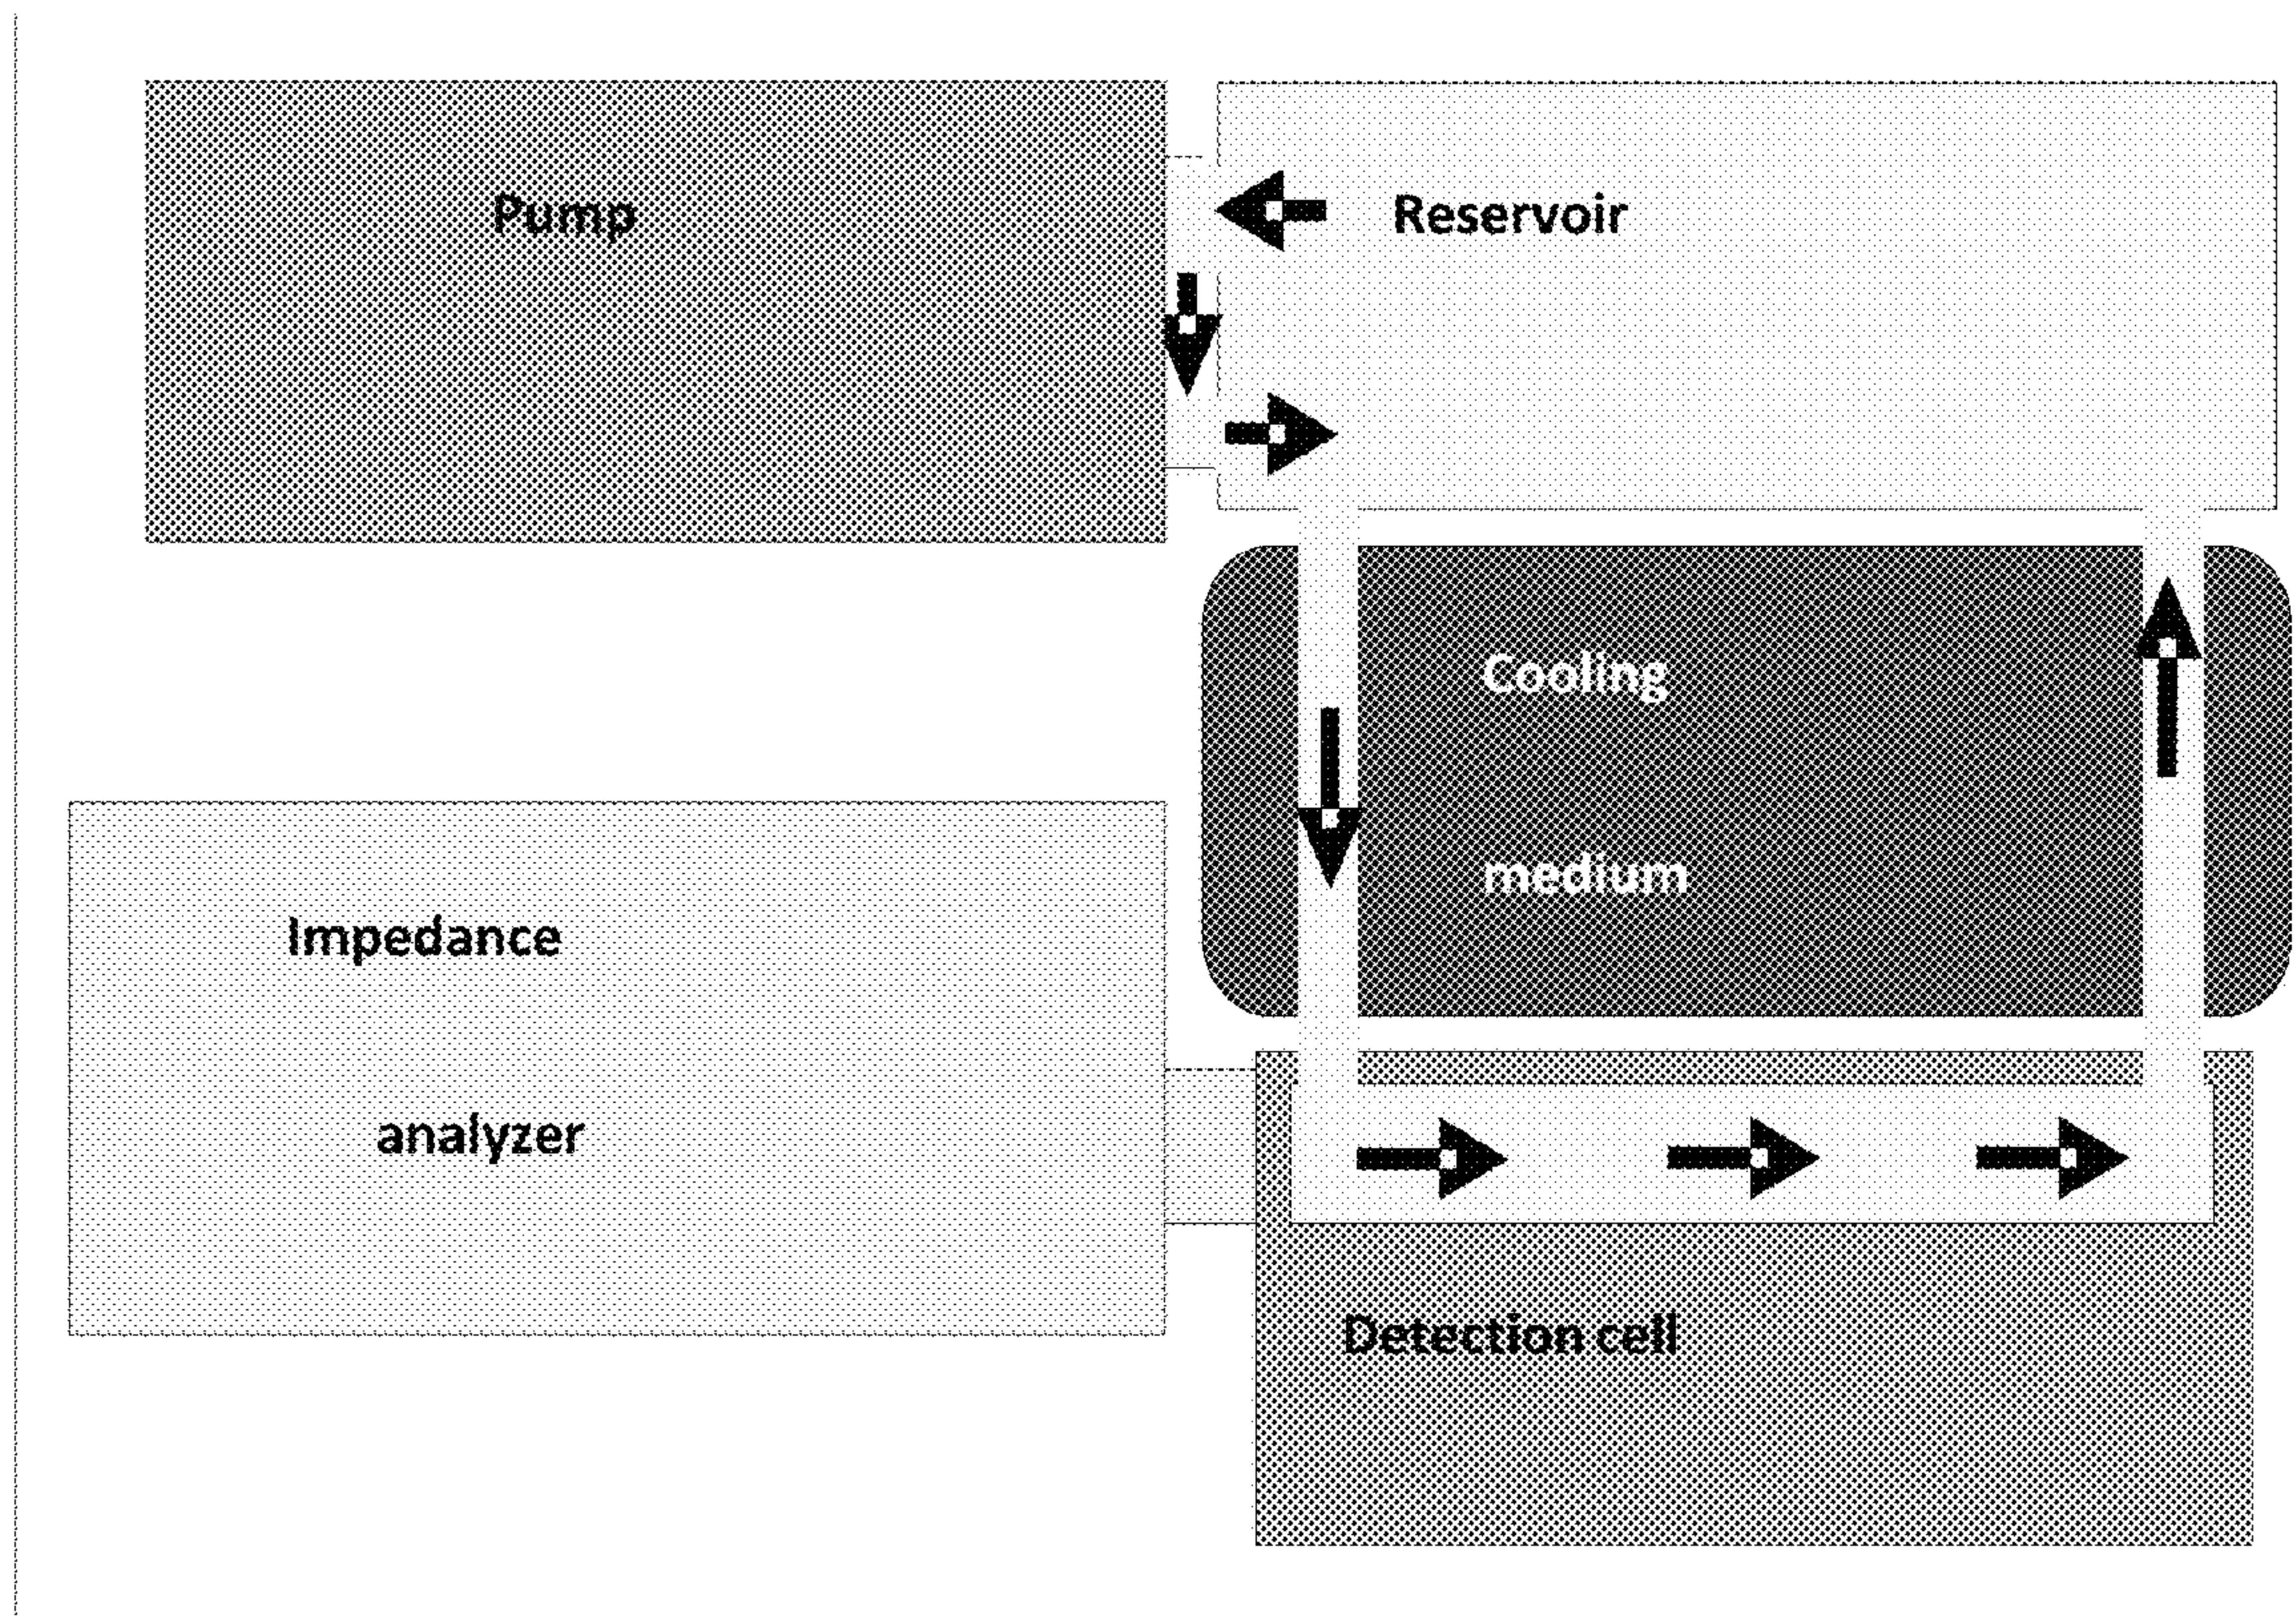 Pump
Reservoir
Cooling
medium
Impedance
analyzer
Detection cell